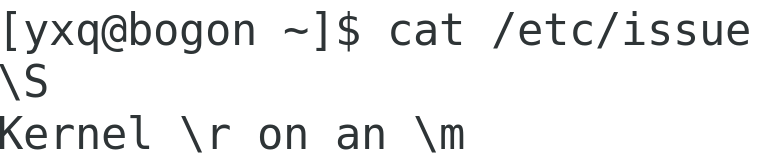 [yxq@bogon ~]$ cat /etc/issue
\S
Kernel \r on an \m